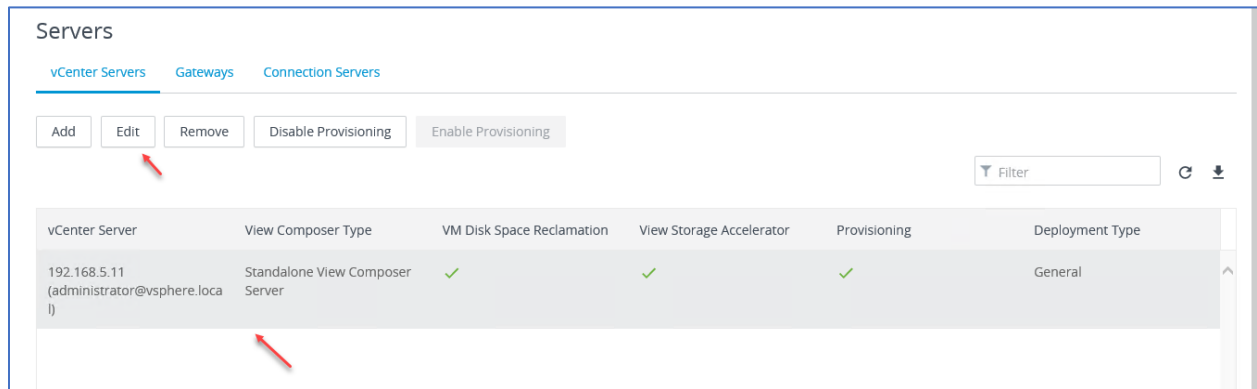 Servers
vCenter Servers Gateways Connection Servers
Add Edit Remove Disable Provisioning Enable Provisioning
Filter
vCenter Server View Composer Type VM Disk Space Reclamation View Storage Accelerator Provisioning Deployment Type
192.168.5.11 Standalone View Composer General
(administrator@vsphere.loca Server
l)